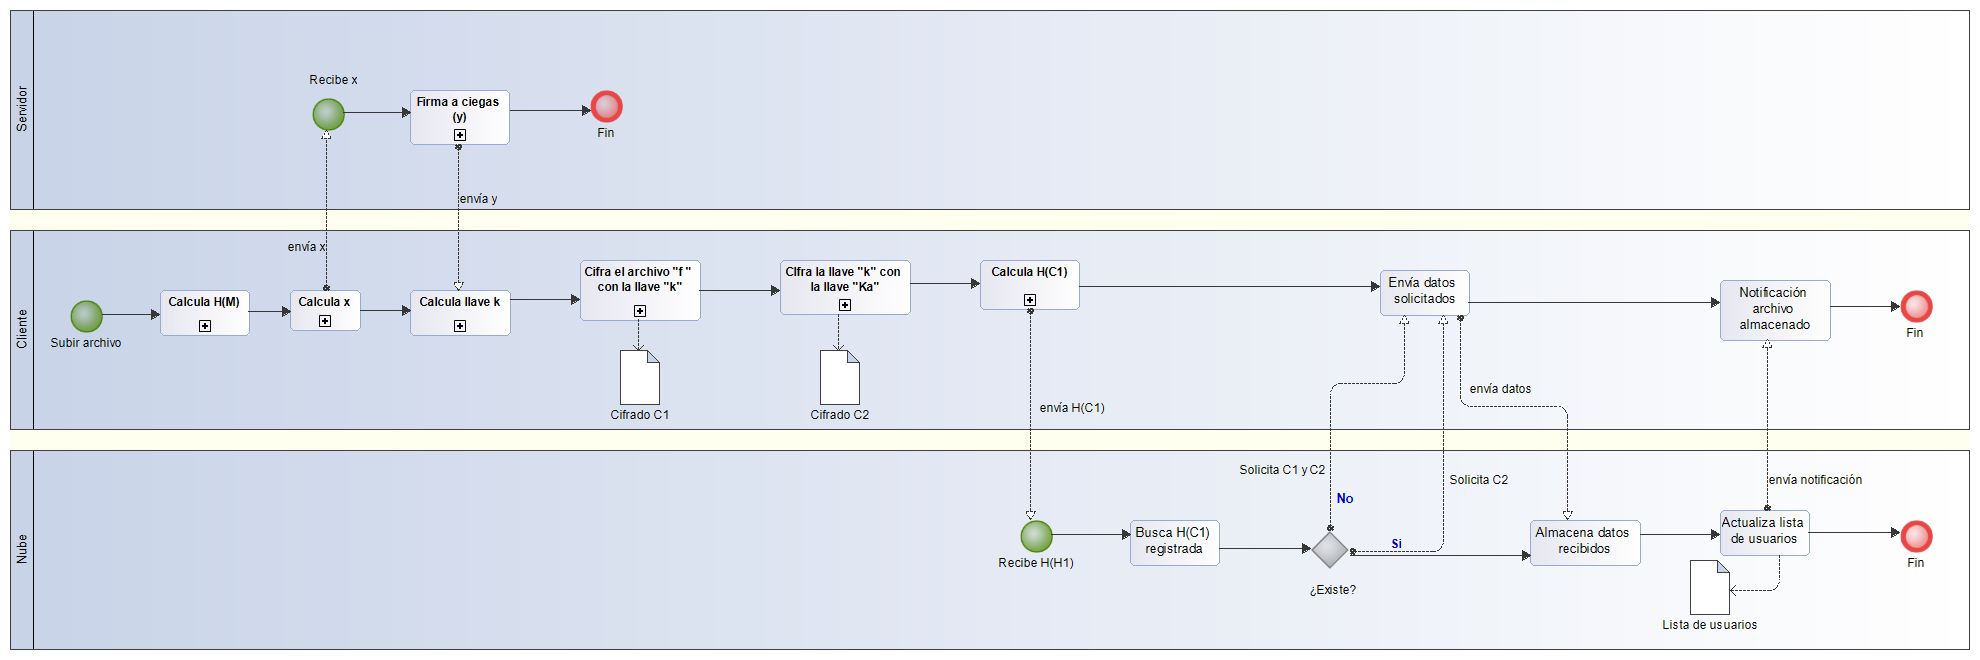 Servidor
Recibe x
Firma a ciegas
(y)
Fin
envía y
envía x
Cliente
Subir archivo
Calcula H(M)
Calcula x
Calcula llave k
Cifra el archivo "f "
con la llave "k"
CIfra la llave "k" con
la llave "Ka"
Calcula H(C1)
Envía datos
solicitados
Notificación
archivo
almacenado
Fin
Cifrado C1
Cifrado C2
envía H(C1)
envía datos
Nube
Solicita C1 y C2
Solicita C2
envía notificación
No
Si
Recibe H(H1)
Busca H(C1)
registrada
¿Existe?
Almacena datos
recibidos
Actualiza lista
de usuarios
Fin
Lista de usuarios